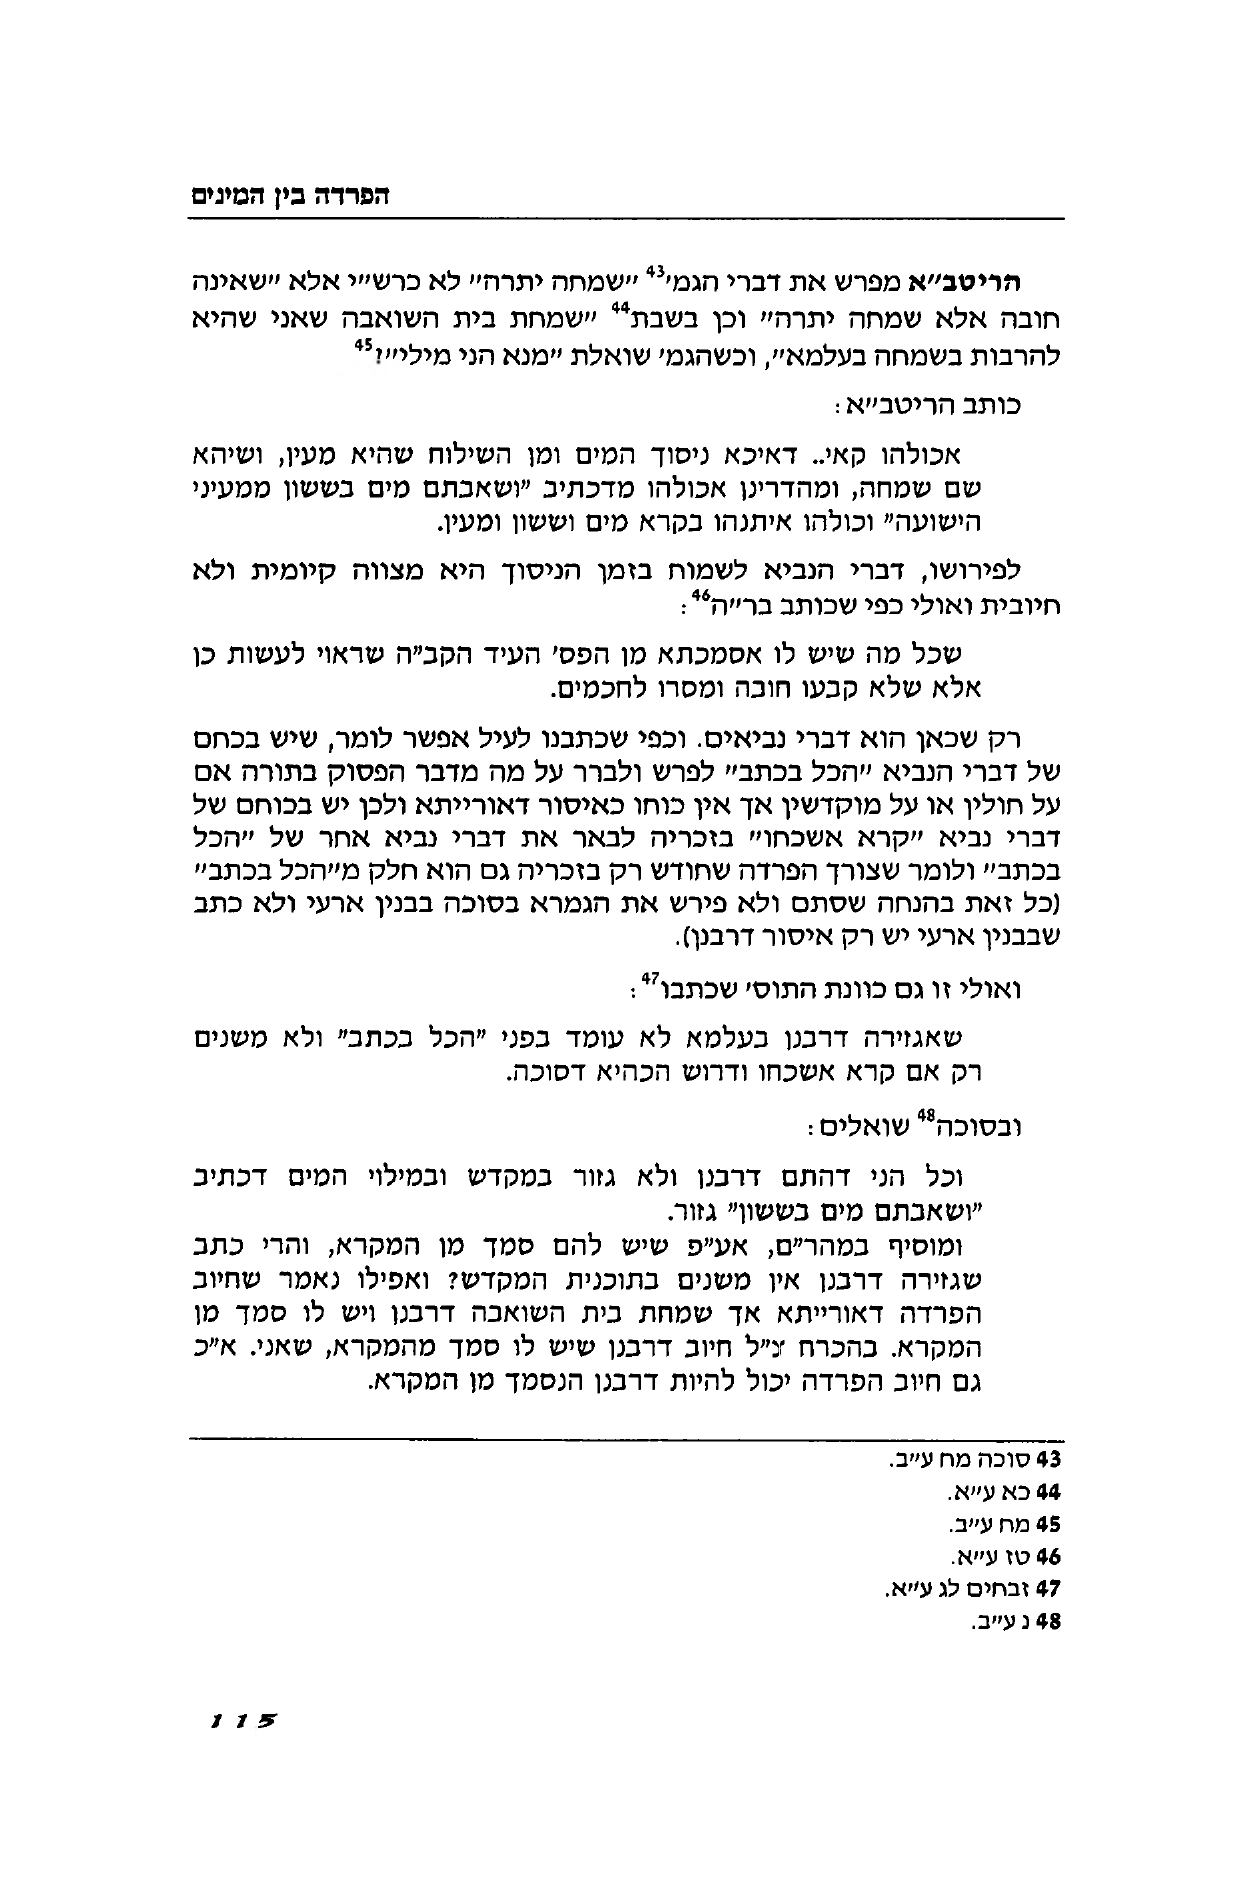 הפרדה בין המינים
הריטב״א מפרש את דברי הגמ׳43 ״שמחה יתרה״ לא כרש״י אלא ״שאינה
חובה אלא שמחה יתרה״ וכן בשבת44 ״שמחת בית השואבה שאני שהיא
להרבות בשמחה בעלמא״, וכשהגמ׳ שואלת ״מנא הני מילי״?45
כותב הריטב״א:
אכולהו קאי.. דאיכא ניסוך המים ומן השילוח שהיא מעין, ושיהא
שם שמחה, ומהדרינן אכולהו מדכתיב ״ושאבתם מים בששון ממעיני
הישועה״ וכולהו איתנהו בקרא מים וששון ומעין.
לפירושו, דברי הנביא לשמוח בזמן הניסוך היא מצווה קיומית ולא
חיובית ואולי כפי שכותב בר״ה46:
שכל מה שיש לו אסמכתא מן הפס׳ העיד הקב״ה שראוי לעשות כן
אלא שלא קבעו חובה ומסרו לחכמים.
רק שכאן הוא דברי נביאים. וכפי שכתבנו לעיל אפשר לומר, שיש בכחם
של דברי הנביא ״הכל בכתב״ לפרש ולברר על מה מדבר הפסוק בתורה אם
על חולין או על מוקדשין אך אין כוחו כאיסור דאורייתא ולכן יש בכוחם של
דברי נביא ״קרא אשכחו״ בזכריה לבאר את דברי נביא אחר של ״הכל
בכתב״ ולומר שצורך הפרדה שחודש רק בזכריה גם הוא חלק מ״הכל בכתב״
(כל זאת בהנחה שסתם ולא פירש את הגמרא בסוכה בבנין ארעי ולא כתב
שבבנין ארעי יש רק איסור דרבנן).
ואולי זו גם כוונת התוס׳ שכתבו47:
שאגזירה דרבנן בעלמא לא עומד בפני ״הכל בכתב״ ולא משנים
רק אם קרא אשכחו ודרוש הכהיא דסוכה.
ובסוכה48 שואלים:
וכל הני דהתם דרבנן ולא גזור במקדש ובמילוי המים דכתיב
״ושאבתם מים בששון״ גזור.
ומוסיף במהר״ם, אע״פ שיש להם סמך מן המקרא, והרי כתב
שגזירה דרבנן אין משנים בתוכנית המקדש? ואפילו נאמר שחיוב
הפרדה דאורייתא אך שמחת בית השואבה דרבנן ויש לו סמך מן
המקרא. בהכרח צ״ל חיוב דרבנן שיש לו סמך מהמקרא, שאני. א״כ
גם חיוב הפרדה יכול להיות דרבנן הנסמך מן המקרא.
43 סוכה מח ע״ב.
44 כא ע״א.
45 מח ע״ב.
46 טז ע״א.
47 זבחים לג ע״א.
48 נ ע״ב.
115